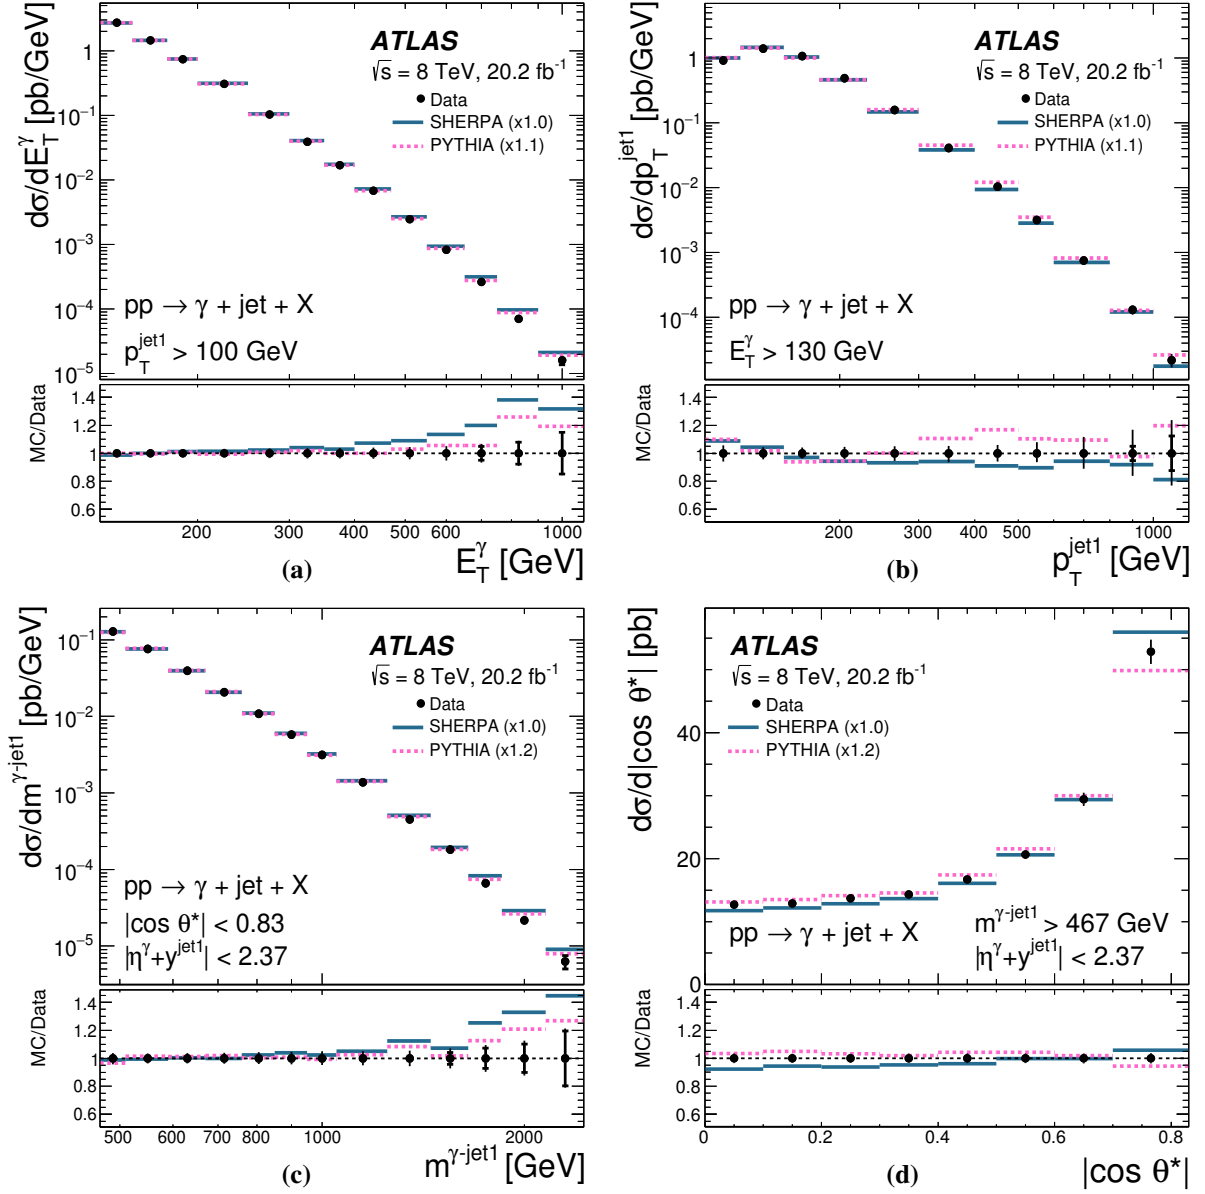 dσ/dE_T^γ [pb/GeV]
1
10⁻¹
10⁻²
10⁻³
10⁻⁴
10⁻⁵
ATLAS
√s = 8 TeV, 20.2 fb⁻¹
Data
SHERPA (x1.0)
PYTHIA (x1.1)
pp → γ + jet + X
p_T^jet1 > 100 GeV
MC/Data
1.4
1.2
1
0.8
0.6
200 300 400 500 600 1000
E_T^γ [GeV]
(a)
dσ/dp_T^jet1 [pb/GeV]
1
10⁻¹
10⁻²
10⁻³
10⁻⁴
ATLAS
√s = 8 TeV, 20.2 fb⁻¹
Data
SHERPA (x1.0)
PYTHIA (x1.1)
pp → γ + jet + X
E_T^γ > 130 GeV
MC/Data
1.4
1.2
1
0.8
0.6
200 300 400 500 1000
p_T^jet1 [GeV]
(b)
dσ/dm^γ-jet1 [pb/GeV]
10⁻¹
10⁻²
10⁻³
10⁻⁴
10⁻⁵
ATLAS
√s = 8 TeV, 20.2 fb⁻¹
Data
SHERPA (x1.0)
PYTHIA (x1.2)
pp → γ + jet + X
|cos θ*| < 0.83
|η^γ+y^jet1| < 2.37
MC/Data
1.4
1.2
1
0.8
0.6
500 600 700 800 1000 2000
m^γ-jet1 [GeV]
(c)
dσ/d|cos θ*| [pb]
40
20
0
ATLAS
√s = 8 TeV, 20.2 fb⁻¹
Data
SHERPA (x1.0)
PYTHIA (x1.2)
pp → γ + jet + X
m^γ-jet1 > 467 GeV
|η^γ+y^jet1| < 2.37
MC/Data
1.4
1.2
1
0.8
0.6
0 0.2 0.4 0.6 0.8
|cos θ*|
(d)